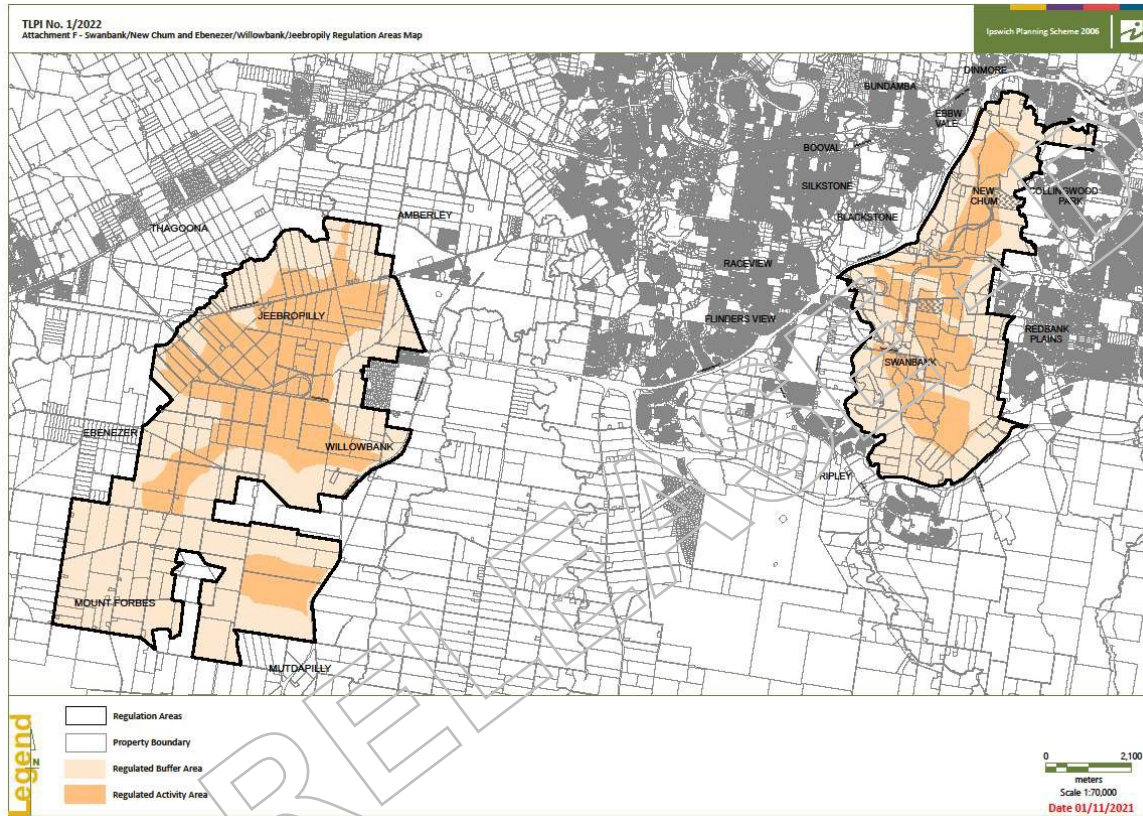 TLPI No. 1/2022
Attachment F - Swanbank/New Chum and Ebenezer/Willowbank/Jeebropily Regulation Areas Map
Ipswich Planning Scheme 2006
DINMORE
BUNDAMBA
EBBW
VALE
BOOVAL
SILKSTONE
NEW
CHUM
COLLINGWOOD
PARK
AMBERLEY
BLACKSTONE
THAGOONA
RACEVIEW
JEEBROPILLY
FLINDERS VIEW
REDBANK
PLAINS
SWANBANK
EBENEZER
WILLOWBANK
RIPLEY
MOUNT FORBES
MUTDAPILLY
RELEASE
Legend
N
Regulation Areas
Property Boundary
Regulated Buffer Area
Regulated Activity Area
0 2,100
meters
Scale 1:70,000
Date 01/11/2021